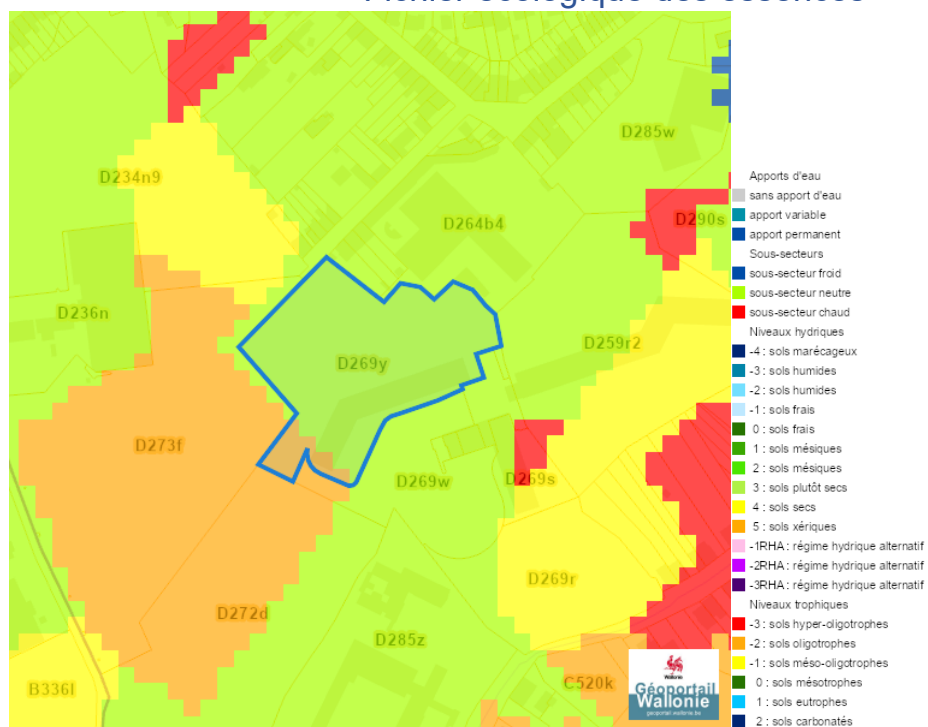 Fichier écologique des essences
D234n9
D285w
D264b4
D290s
D236n
D269y
D259r2
D273f
D269w
D269s
D269r
D272d
D285z
B336l
C520k
Wallonie
Géoportail
Wallonie
geoportail.wallonie.be
Apports d'eau
sans apport d'eau
apport variable
apport permanent
Sous-secteurs
sous-secteur froid
sous-secteur neutre
sous-secteur chaud
Niveaux hydriques
-4 : sols marécageux
-3 : sols humides
-2 : sols humides
-1 : sols frais
0 : sols frais
1 : sols mésiques
2 : sols mésiques
3 : sols plutôt secs
4 : sols secs
5 : sols xériques
-1RHA : régime hydrique alternatif
-2RHA : régime hydrique alternatif
-3RHA : régime hydrique alternatif
Niveaux trophiques
-3 : sols hyper-oligotrophes
-2 : sols oligotrophes
-1 : sols méso-oligotrophes
0 : sols mésotrophes
1 : sols eutrophes
2 : sols carbonatés